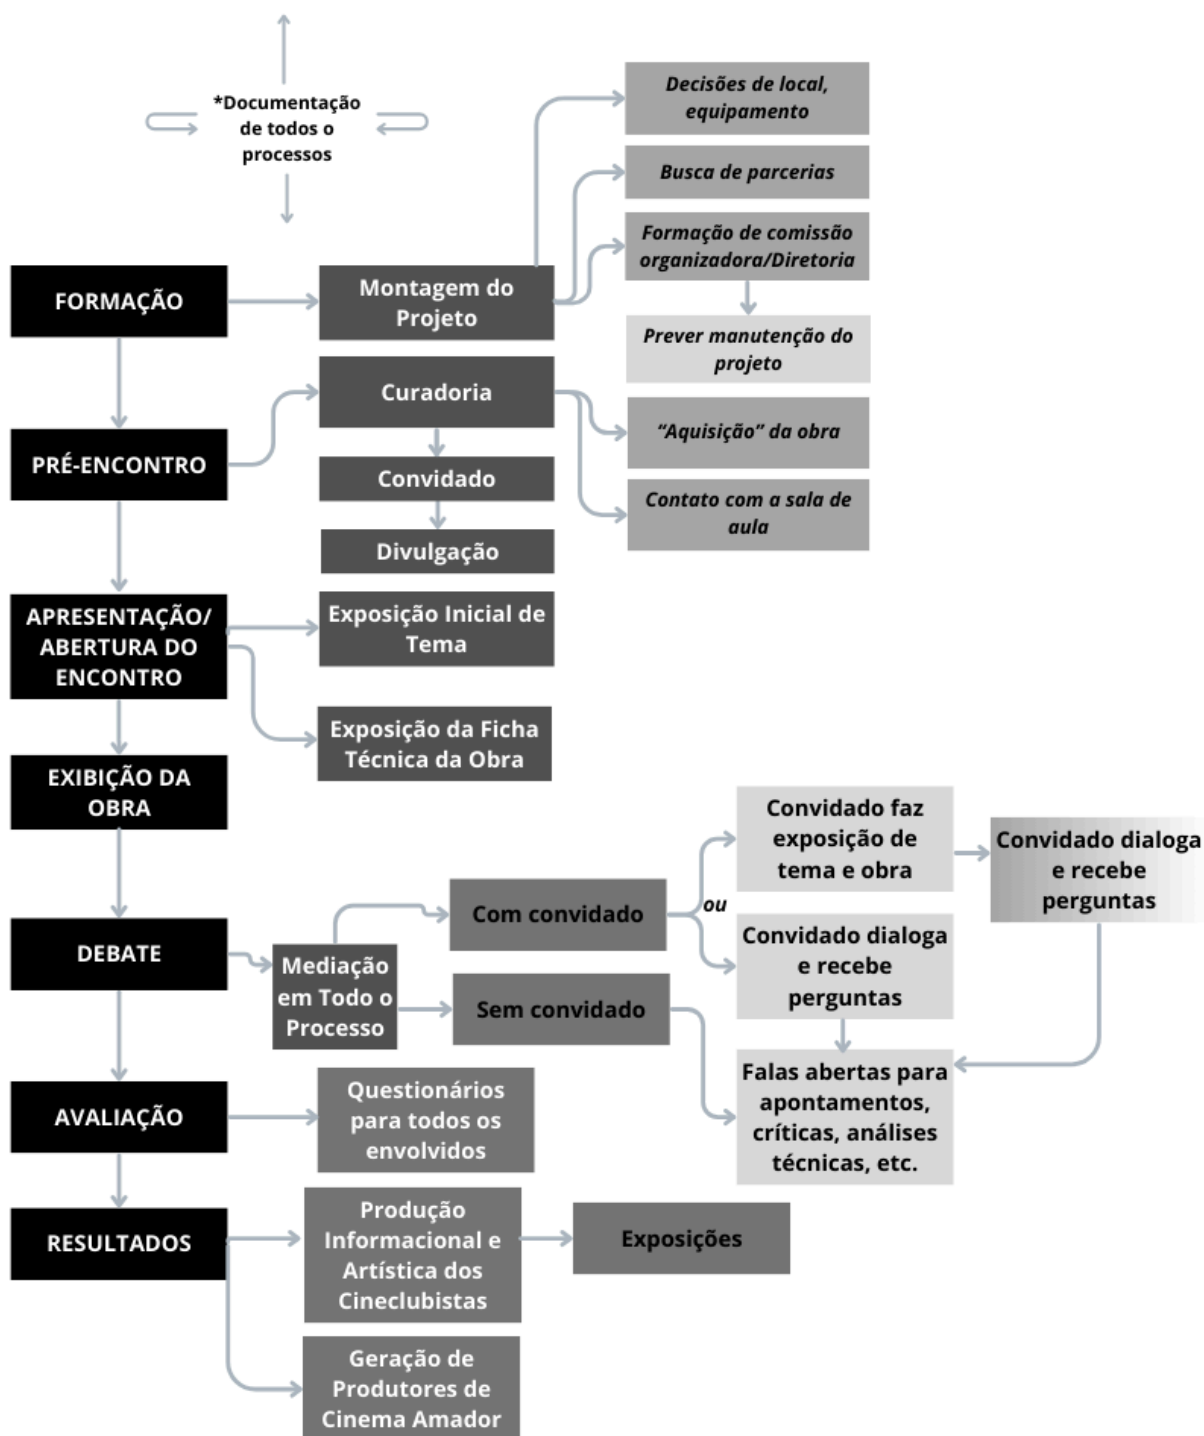 *Documentação
de todos o
processos
Decisões de local,
equipamento
Busca de parcerias
Formação de comissão
organizadora/Diretoria
Prever manutenção do
projeto
FORMAÇÃO
Montagem do
Projeto
Curadoria
“Aquisição” da obra
PRÉ-ENCONTRO
Convidado
Contato com a sala de
aula
Divulgação
APRESENTAÇÃO/
ABERTURA DO
ENCONTRO
Exposição Inicial de
Tema
Exposição da Ficha
Técnica da Obra
EXIBIÇÃO DA
OBRA
DEBATE
Mediação
em Todo o
Processo
Com convidado
Sem convidado
ou
Convidado faz
exposição de
tema e obra
Convidado dialoga
e recebe
perguntas
Convidado dialoga
e recebe
perguntas
Falas abertas para
apontamentos,
críticas, análises
técnicas, etc.
AVALIAÇÃO
Questionários
para todos os
envolvidos
RESULTADOS
Produção
Informacional e
Artística dos
Cineclubistas
Exposições
Geração de
Produtores de
Cinema Amador